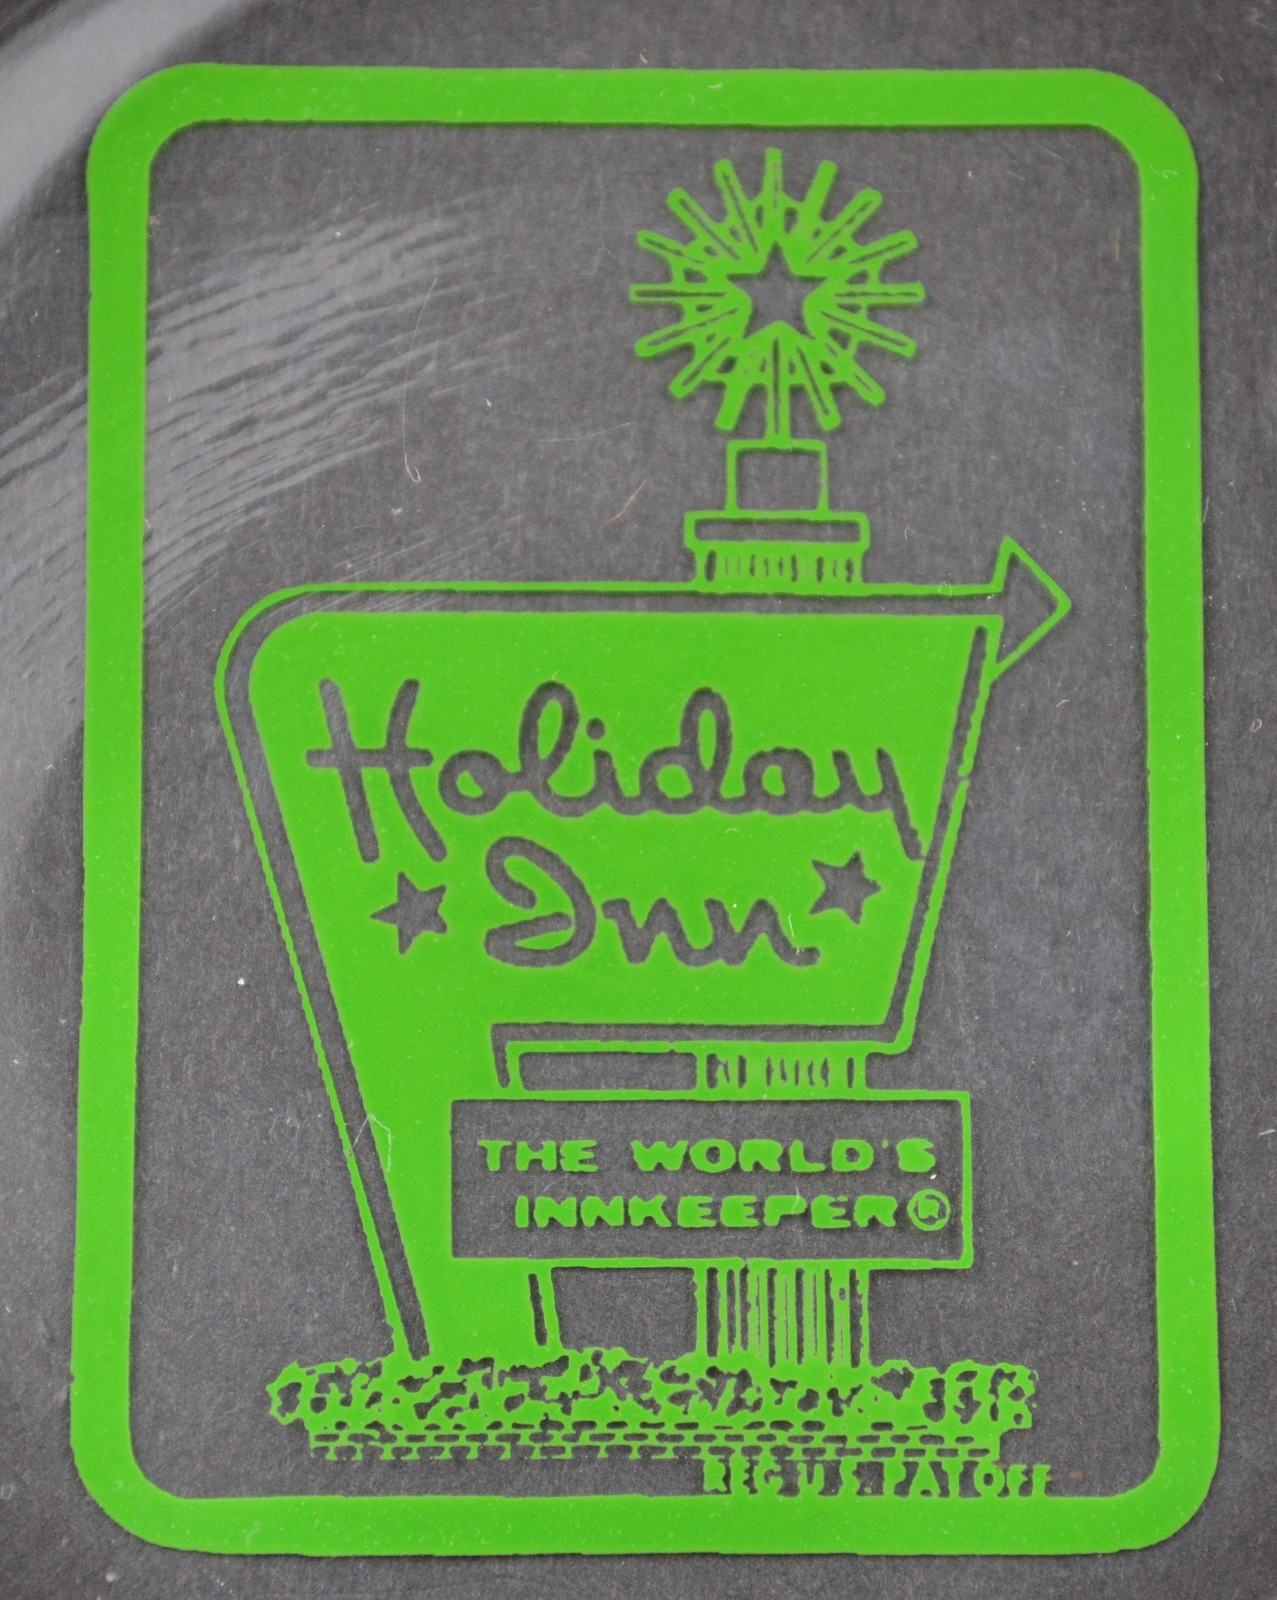 Holiday
Inn
THE WORLD'S
INNKEEPER®
REG. U.S. PAT. OFF.